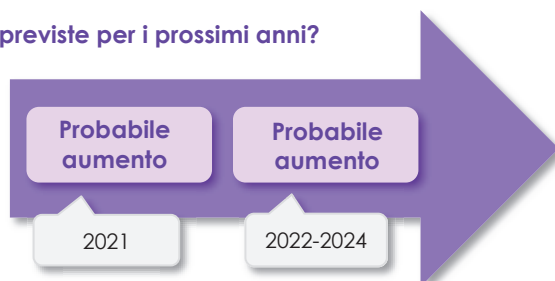 previste per i prossimi anni?
Probabile
aumento
Probabile
aumento
2021
2022-2024